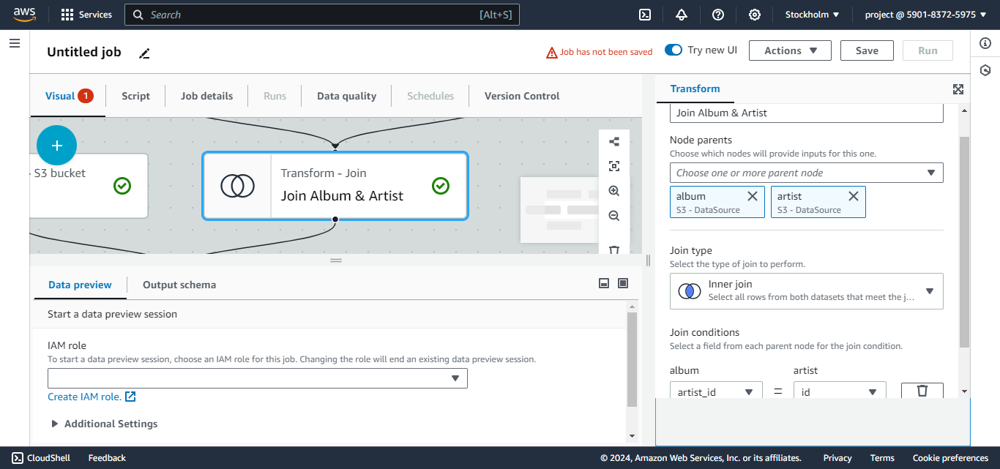 aws
Services
Search
[Alt+S]
Stockholm
project @ 5901-8372-5975
Untitled job
Job has not been saved
Try new UI
Actions
Save
Run
Visual
1
Script
Job details
Runs
Data quality
Schedules
Version Control
- S3 bucket
Transform - Join
Join Album & Artist
Transform
Join Album & Artist
Node parents
Choose which nodes will provide inputs for this one.
Choose one or more parent node
album
S3 - DataSource
artist
S3 - DataSource
Join type
Select the type of join to perform.
Inner join
Select all rows from both datasets that meet the j...
Join conditions
Select a field from each parent node for the join condition.
album
artist
artist_id
=
id
Data preview
Output schema
Start a data preview session
IAM role
To start a data preview session, choose an IAM role for this job. Changing the role will end an existing data preview session.
Create IAM role.
Additional Settings
CloudShell
Feedback
© 2024, Amazon Web Services, Inc. or its affiliates.
Privacy
Terms
Cookie preferences